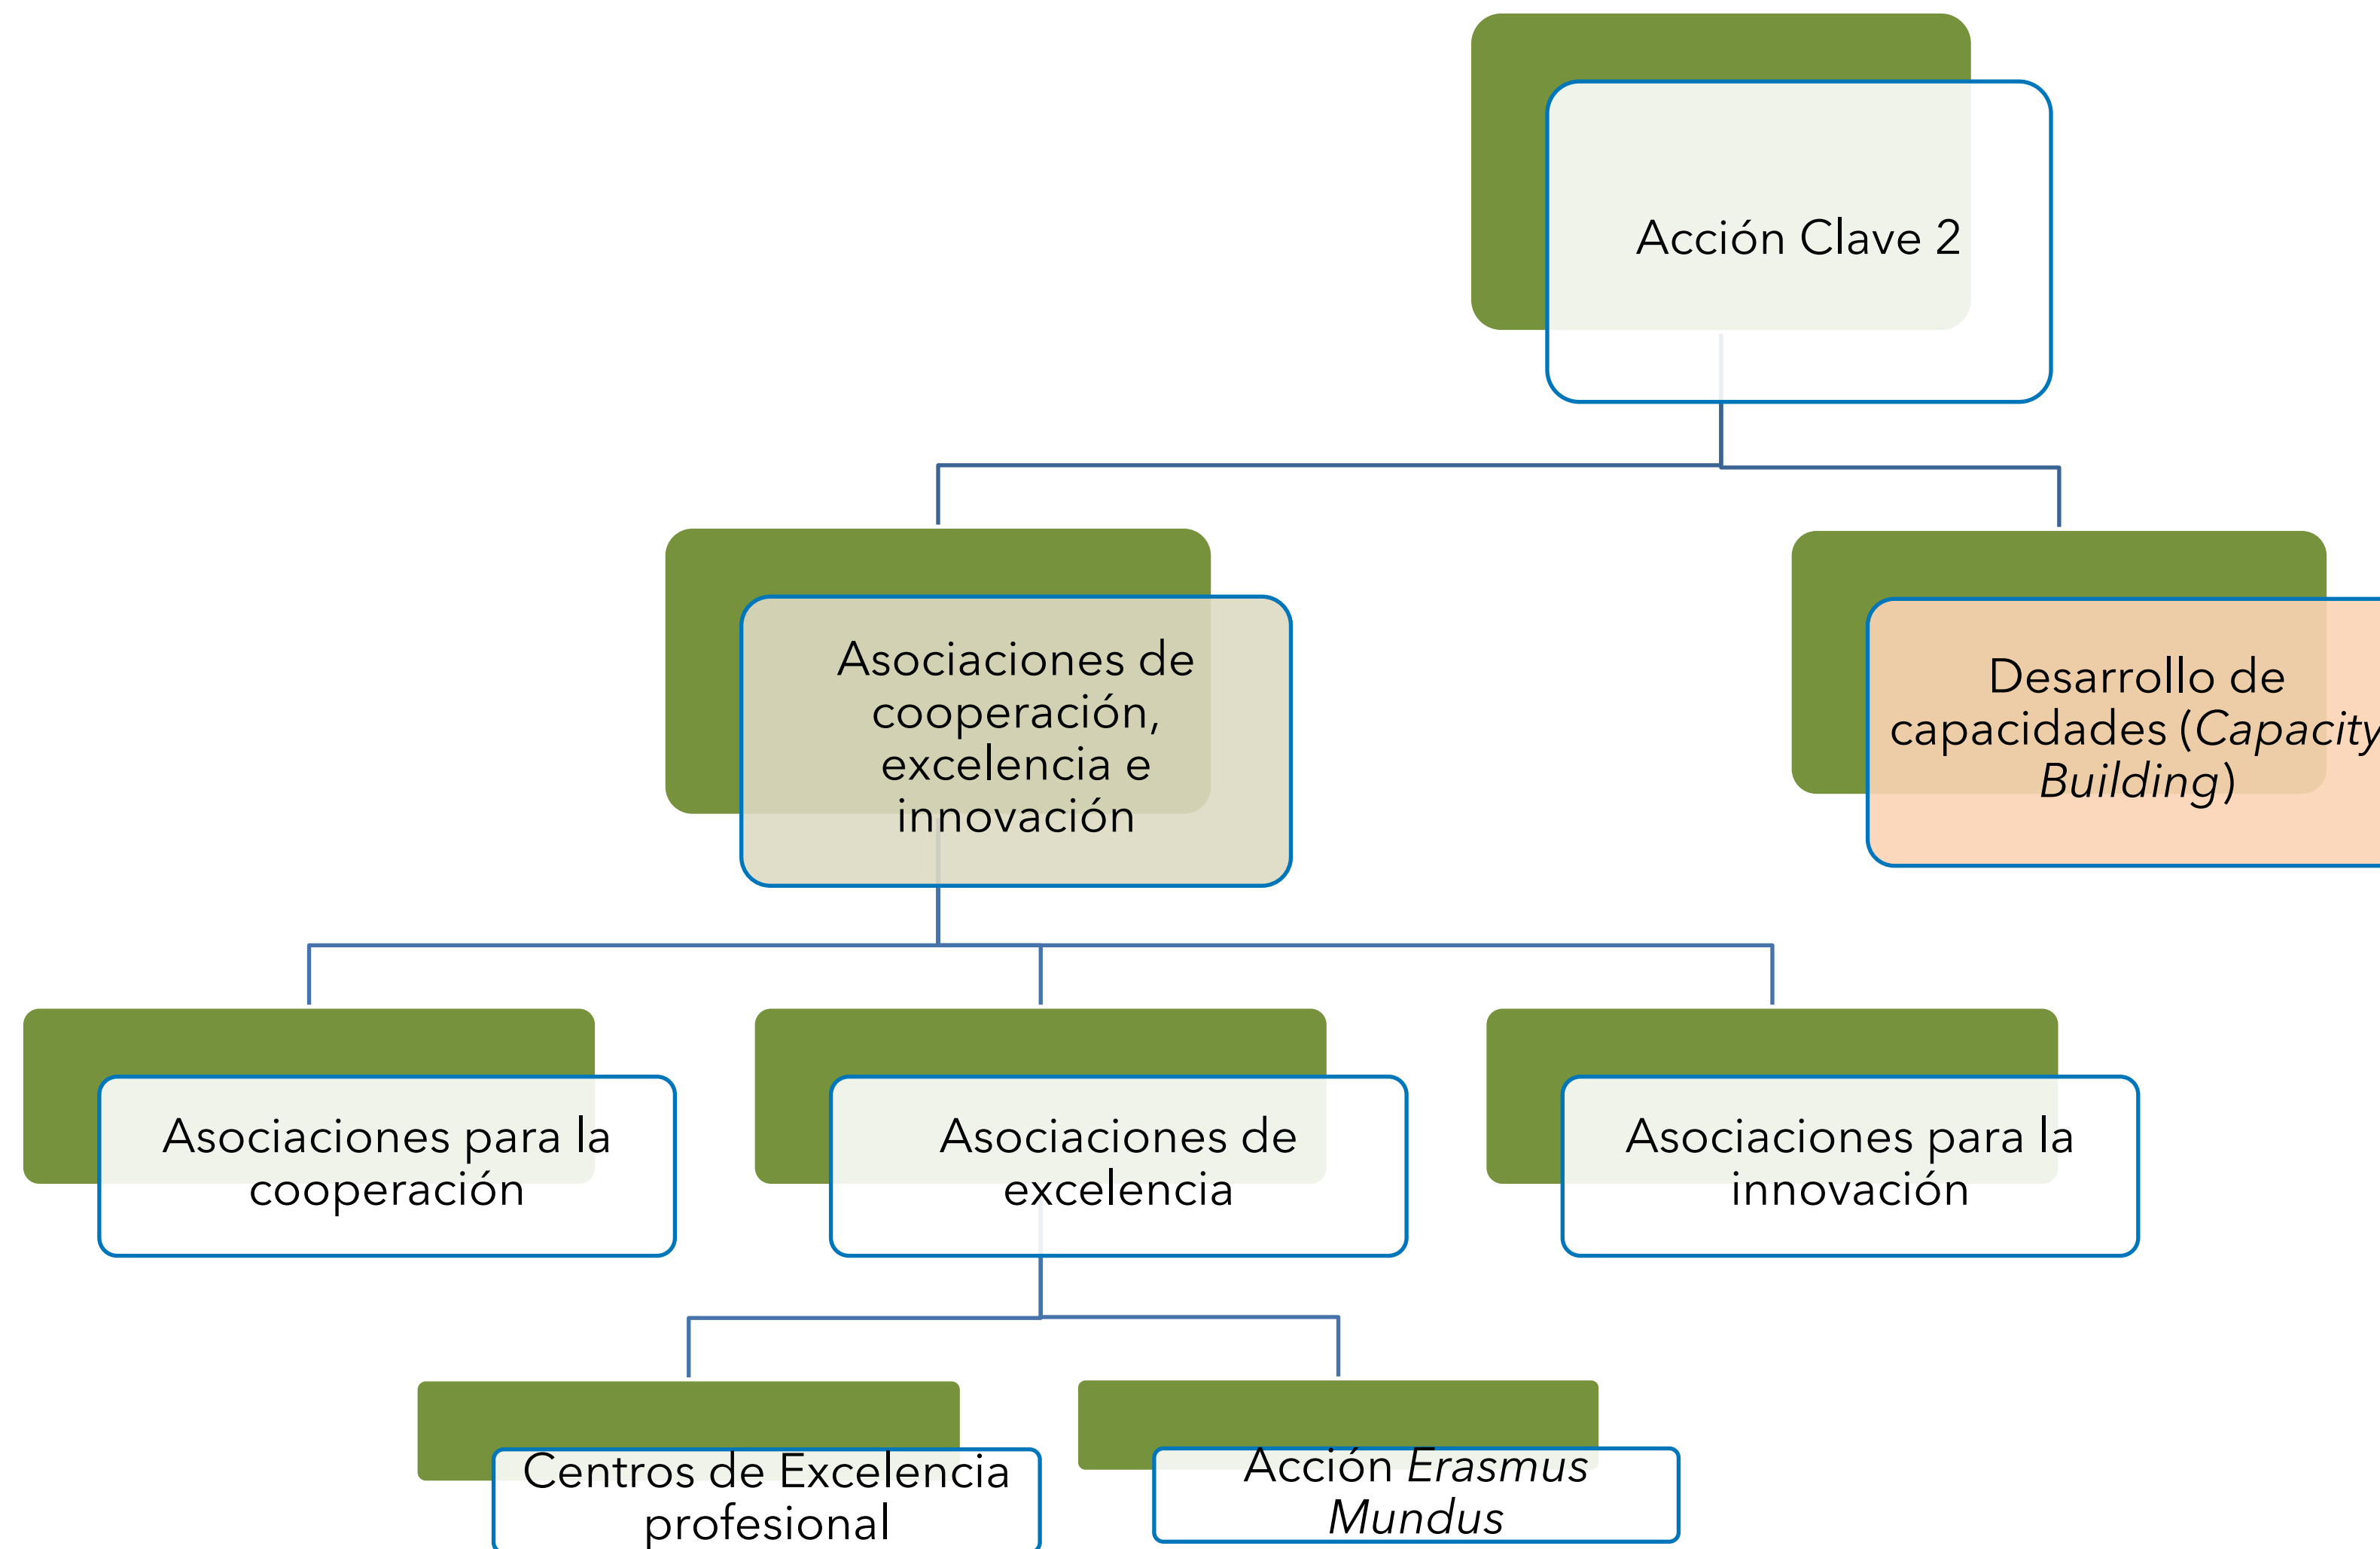 Acción Clave 2
Asociaciones de
cooperación,
excelencia e
innovación
Desarrollo de
capacidades (Capacity
Building)
Asociaciones para la
cooperación
Asociaciones de
excelencia
Asociaciones para la
innovación
Centros de Excelencia
profesional
Acción Erasmus
Mundus